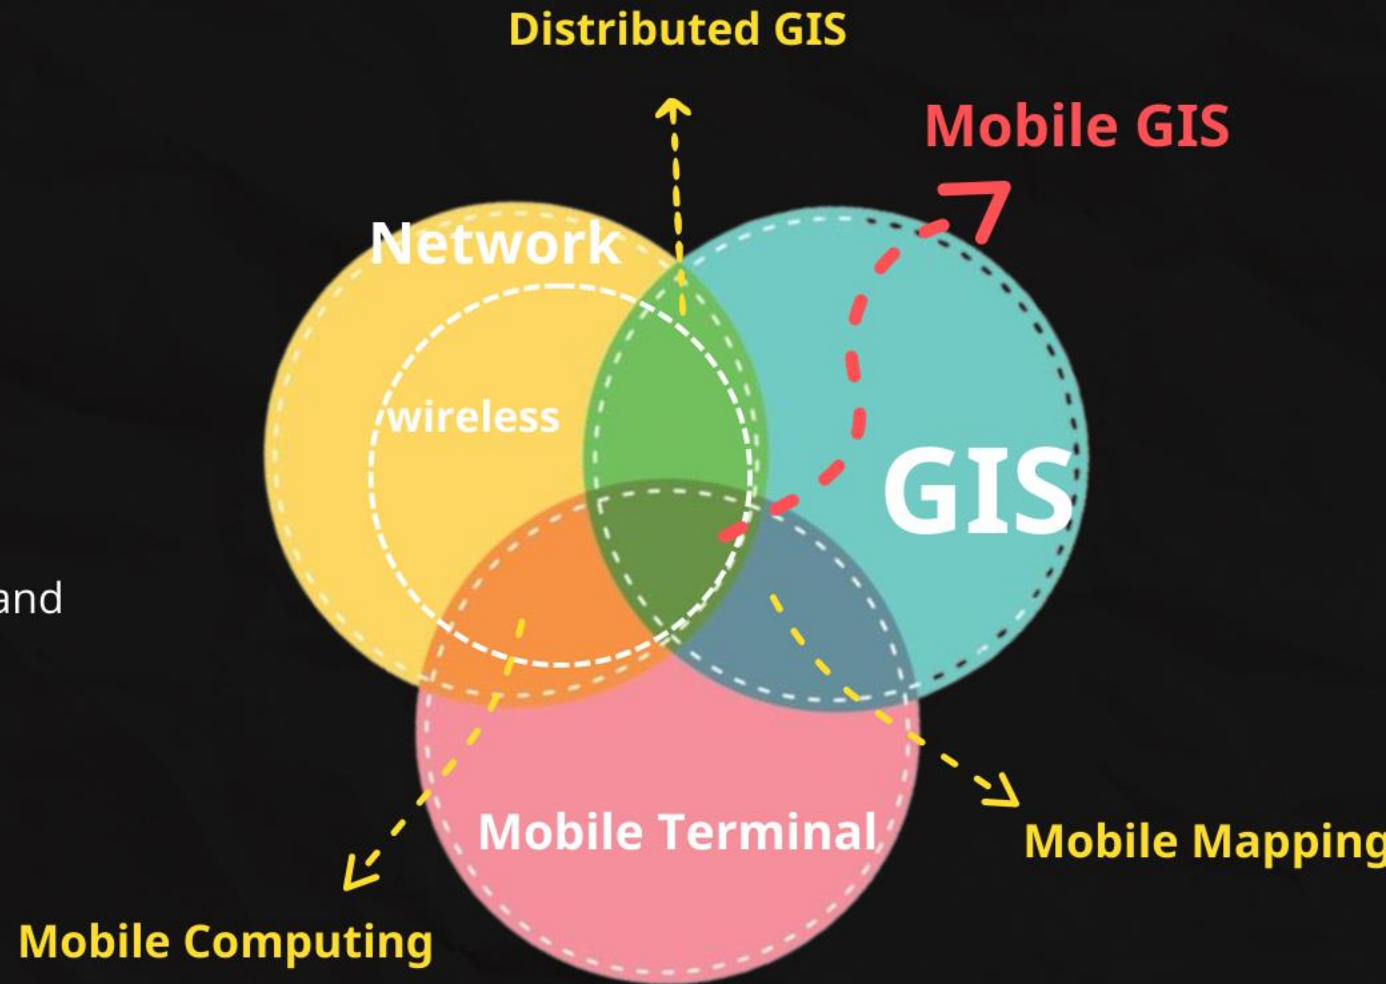 Distributed GIS
Mobile GIS
Network
wireless
GIS
and
Mobile Terminal
Mobile Mapping
Mobile Computing